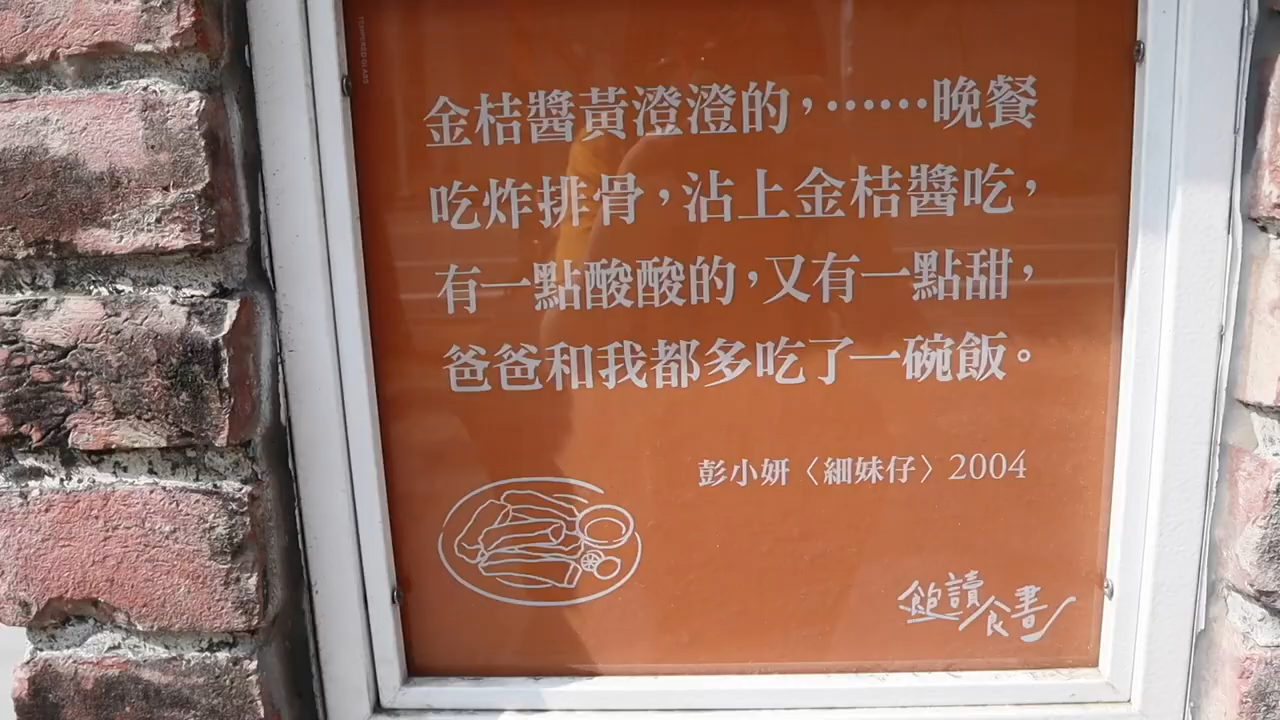 TEMPERED GLASS
金桔醬黃澄澄的，⋯⋯晚餐
吃炸排骨，沾上金桔醬吃，
有一點酸酸的，又有一點甜，
爸爸和我都多吃了一碗飯。
彭小妍〈細妹仔〉2004
飽讀食書